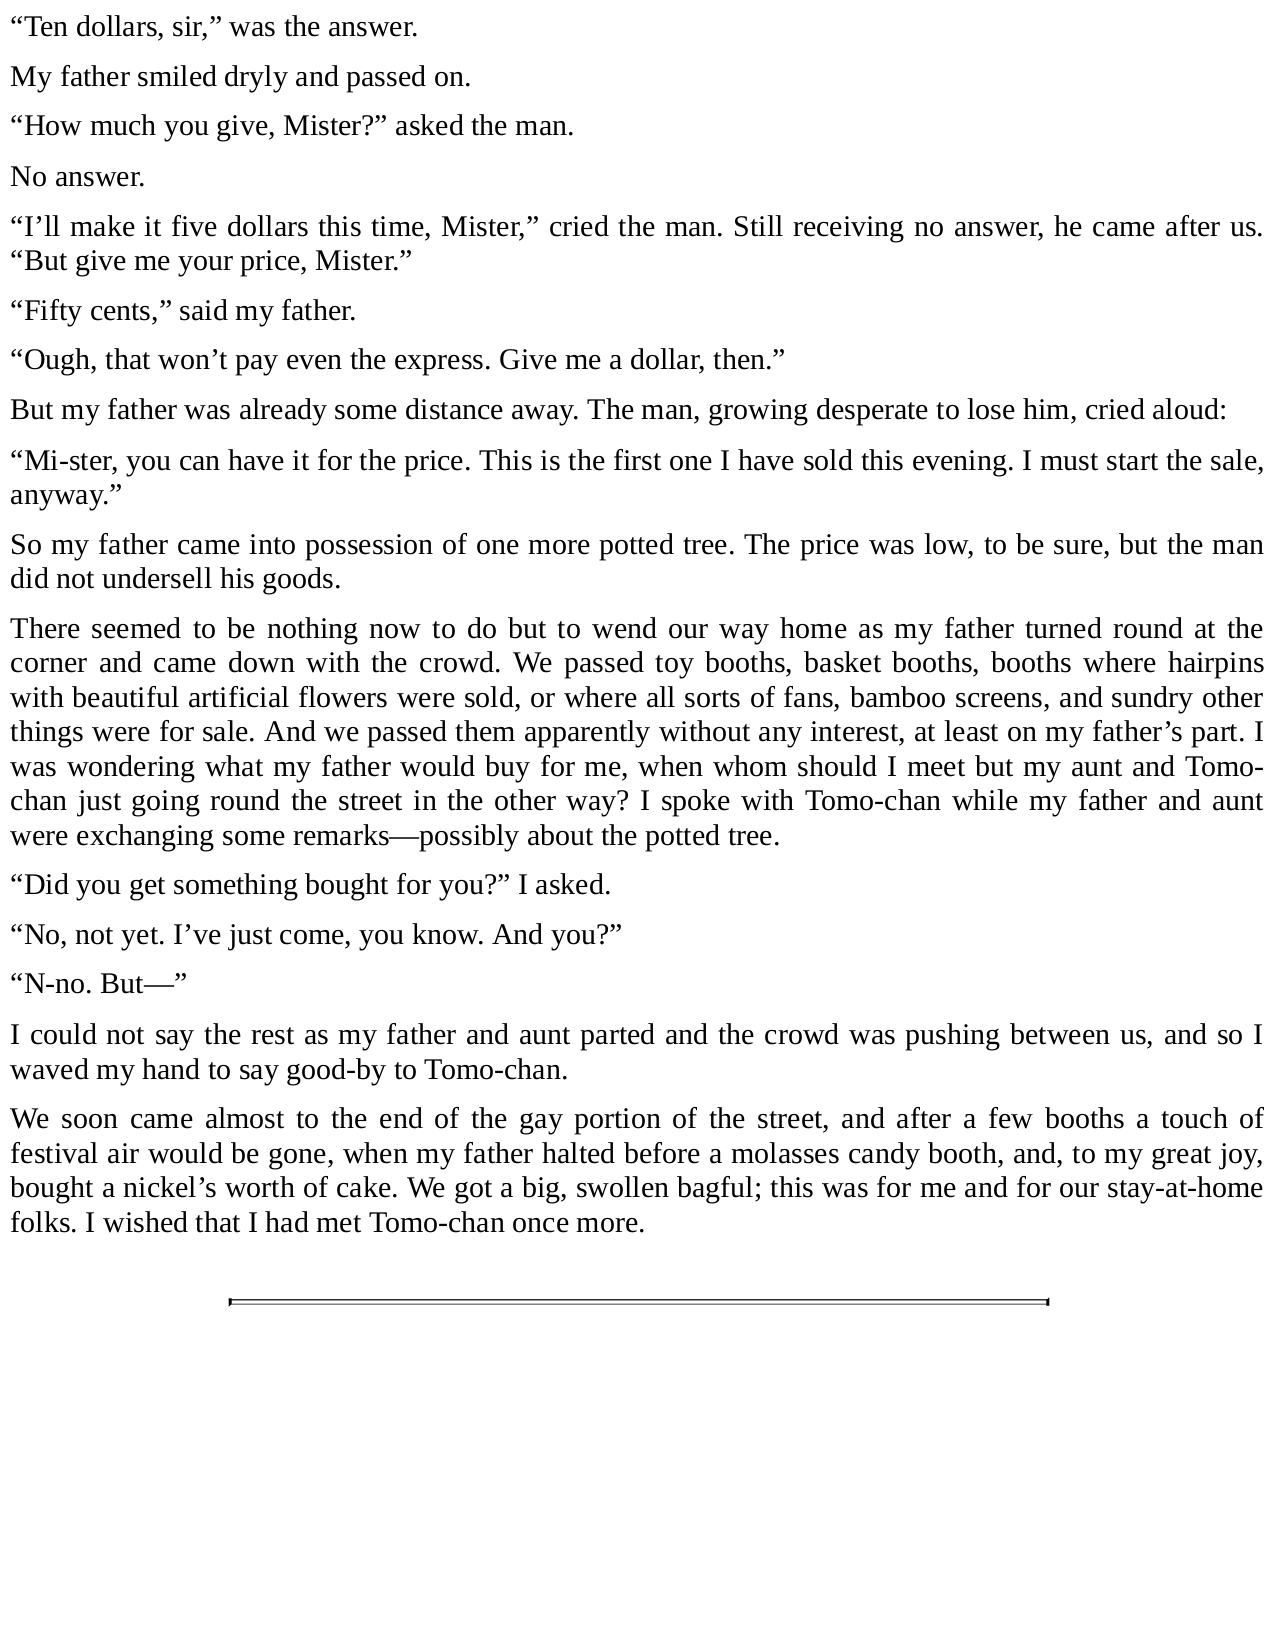 “Ten dollars, sir,” was the answer.
My father smiled dryly and passed on.
“How much you give, Mister?” asked the man.
No answer.
“I’ll make it five dollars this time, Mister,” cried the man. Still receiving no answer, he came after us.
“But give me your price, Mister.”
“Fifty cents,” said my father.
“Ough, that won’t pay even the express. Give me a dollar, then.”
But my father was already some distance away. The man, growing desperate to lose him, cried aloud:
“Mi-ster, you can have it for the price. This is the first one I have sold this evening. I must start the sale,
anyway.”
So my father came into possession of one more potted tree. The price was low, to be sure, but the man
did not undersell his goods.
There seemed to be nothing now to do but to wend our way home as my father turned round at the
corner and came down with the crowd. We passed toy booths, basket booths, booths where hairpins
with beautiful artificial flowers were sold, or where all sorts of fans, bamboo screens, and sundry other
things were for sale. And we passed them apparently without any interest, at least on my father’s part. I
was wondering what my father would buy for me, when whom should I meet but my aunt and Tomo-
chan just going round the street in the other way? I spoke with Tomo-chan while my father and aunt
were exchanging some remarks—possibly about the potted tree.
“Did you get something bought for you?” I asked.
“No, not yet. I’ve just come, you know. And you?”
“N-no. But—”
I could not say the rest as my father and aunt parted and the crowd was pushing between us, and so I
waved my hand to say good-by to Tomo-chan.
We soon came almost to the end of the gay portion of the street, and after a few booths a touch of
festival air would be gone, when my father halted before a molasses candy booth, and, to my great joy,
bought a nickel’s worth of cake. We got a big, swollen bagful; this was for me and for our stay-at-home
folks. I wished that I had met Tomo-chan once more.